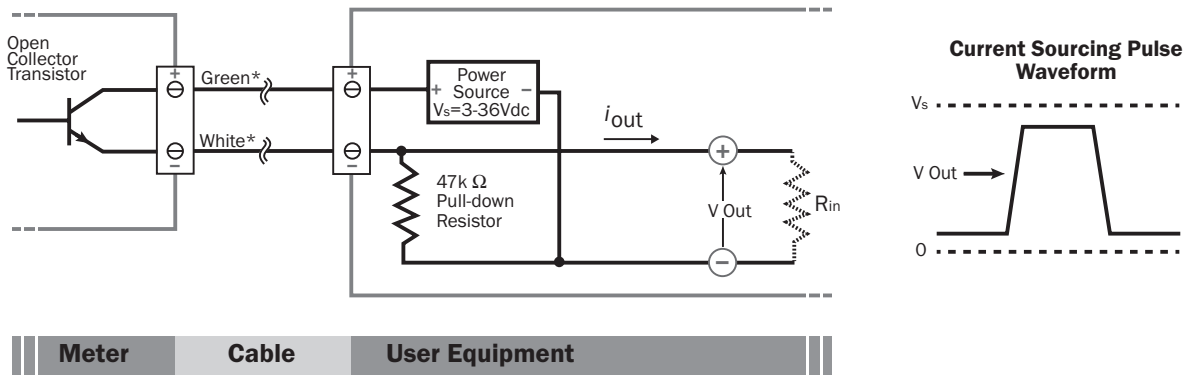 Open
Collector
Transistor
+
Green*
White*
−
+
−
+ Power −
Source
Vs=3-36Vdc
iout
47k Ω
Pull-down
Resistor
+
V Out
−
Rin
Current Sourcing Pulse
Waveform
Vs
V Out
0
Meter
Cable
User Equipment